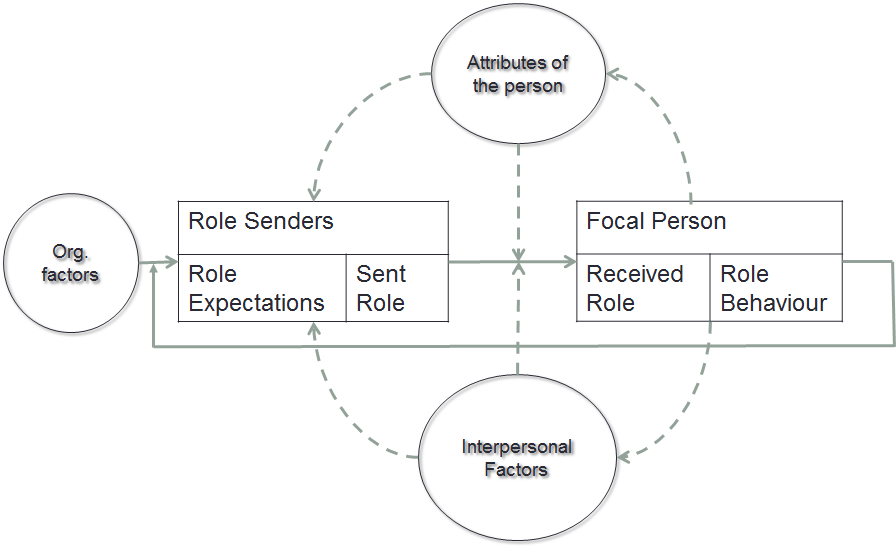 Attributes of
the person
Role Senders
Focal Person
Org.
factors
Role
Expectations
Sent
Role
Received
Role
Role
Behaviour
Interpersonal
Factors